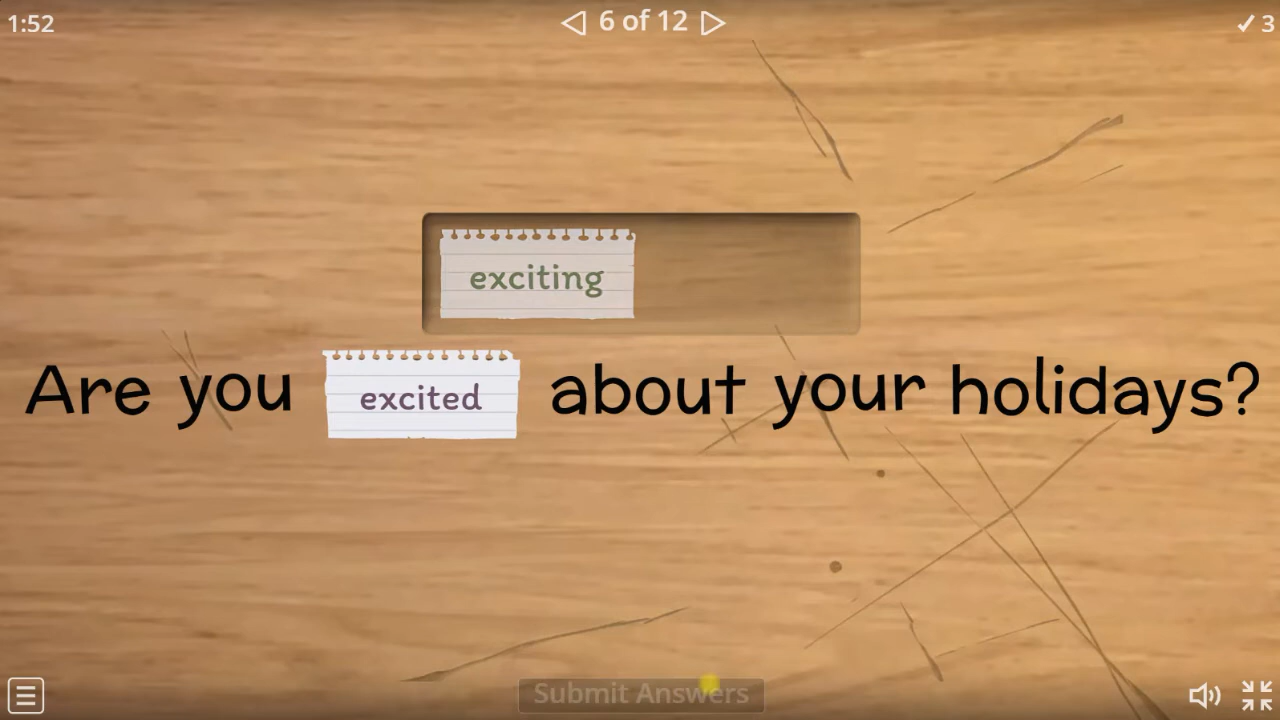 1:52
6 of 12
✓ 3
exciting
Are you excited about your holidays?
Submit Answers